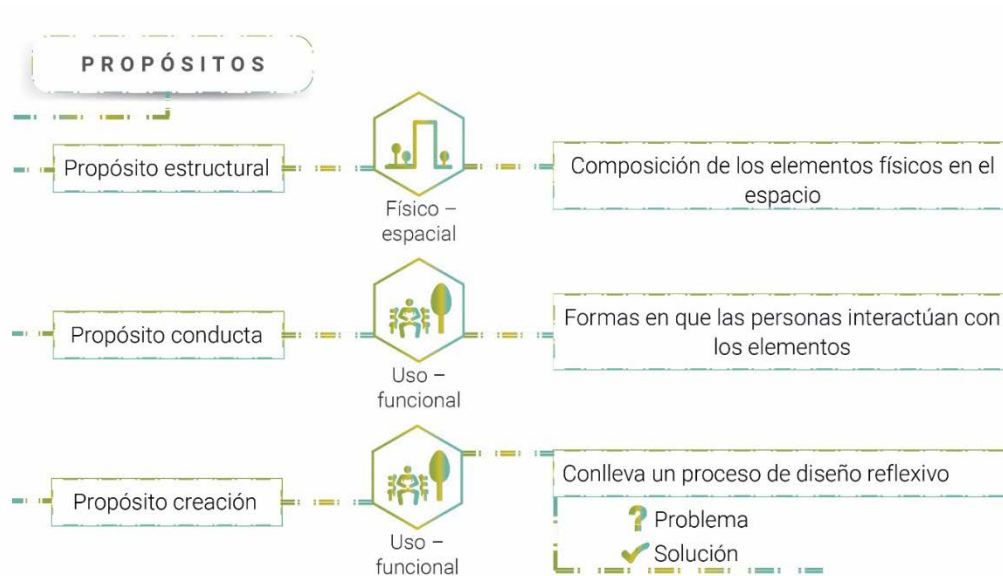 PROPÓSITOS
Propósito estructural
Físico –
espacial
Composición de los elementos físicos en el
espacio
Propósito conducta
Uso –
funcional
Formas en que las personas interactúan con
los elementos
Propósito creación
Uso –
funcional
Conlleva un proceso de diseño reflexivo
? Problema
Solución